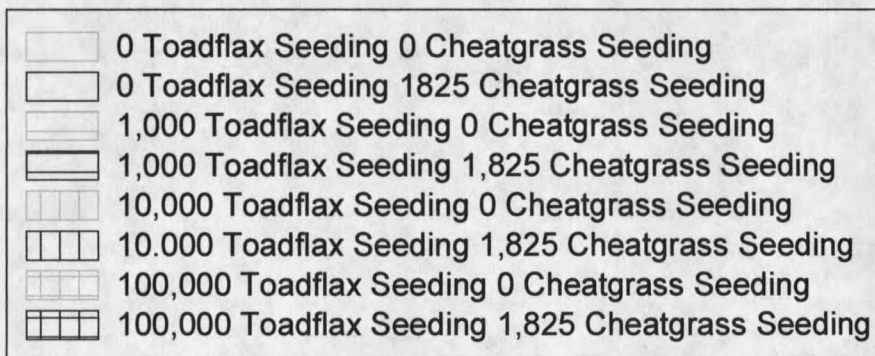 0 Toadflax Seeding 0 Cheatgrass Seeding
0 Toadflax Seeding 1825 Cheatgrass Seeding
1,000 Toadflax Seeding 0 Cheatgrass Seeding
1,000 Toadflax Seeding 1,825 Cheatgrass Seeding
10,000 Toadflax Seeding 0 Cheatgrass Seeding
10.000 Toadflax Seeding 1,825 Cheatgrass Seeding
100,000 Toadflax Seeding 0 Cheatgrass Seeding
100,000 Toadflax Seeding 1,825 Cheatgrass Seeding